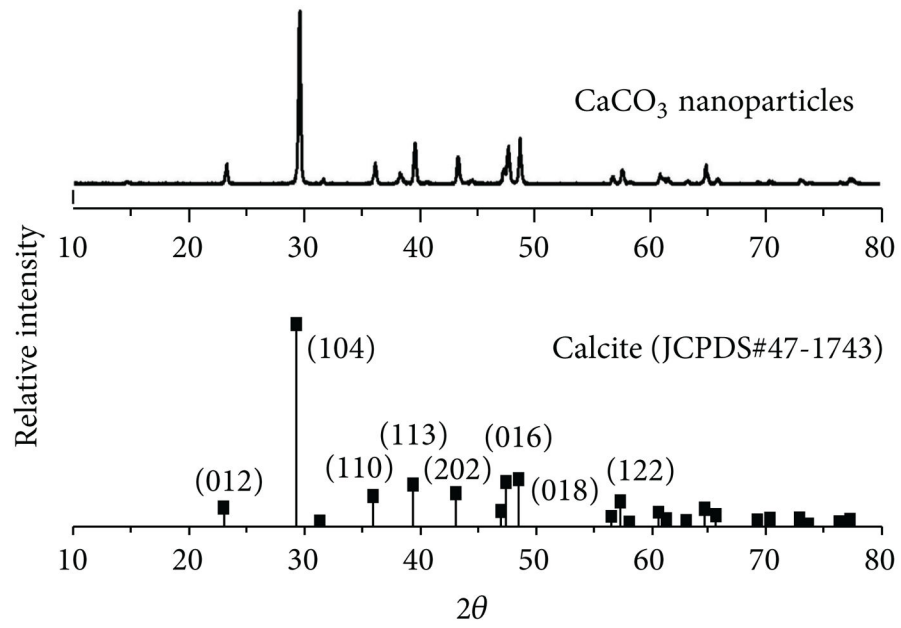 CaCO₃ nanoparticles
10 20 30 40 50 60 70 80
Relative intensity
Calcite (JCPDS#47-1743)
(104)
(113)
(016)
(012)
(110)
(202)
(018)
(122)
10 20 30 40 50 60 70 80
2θ